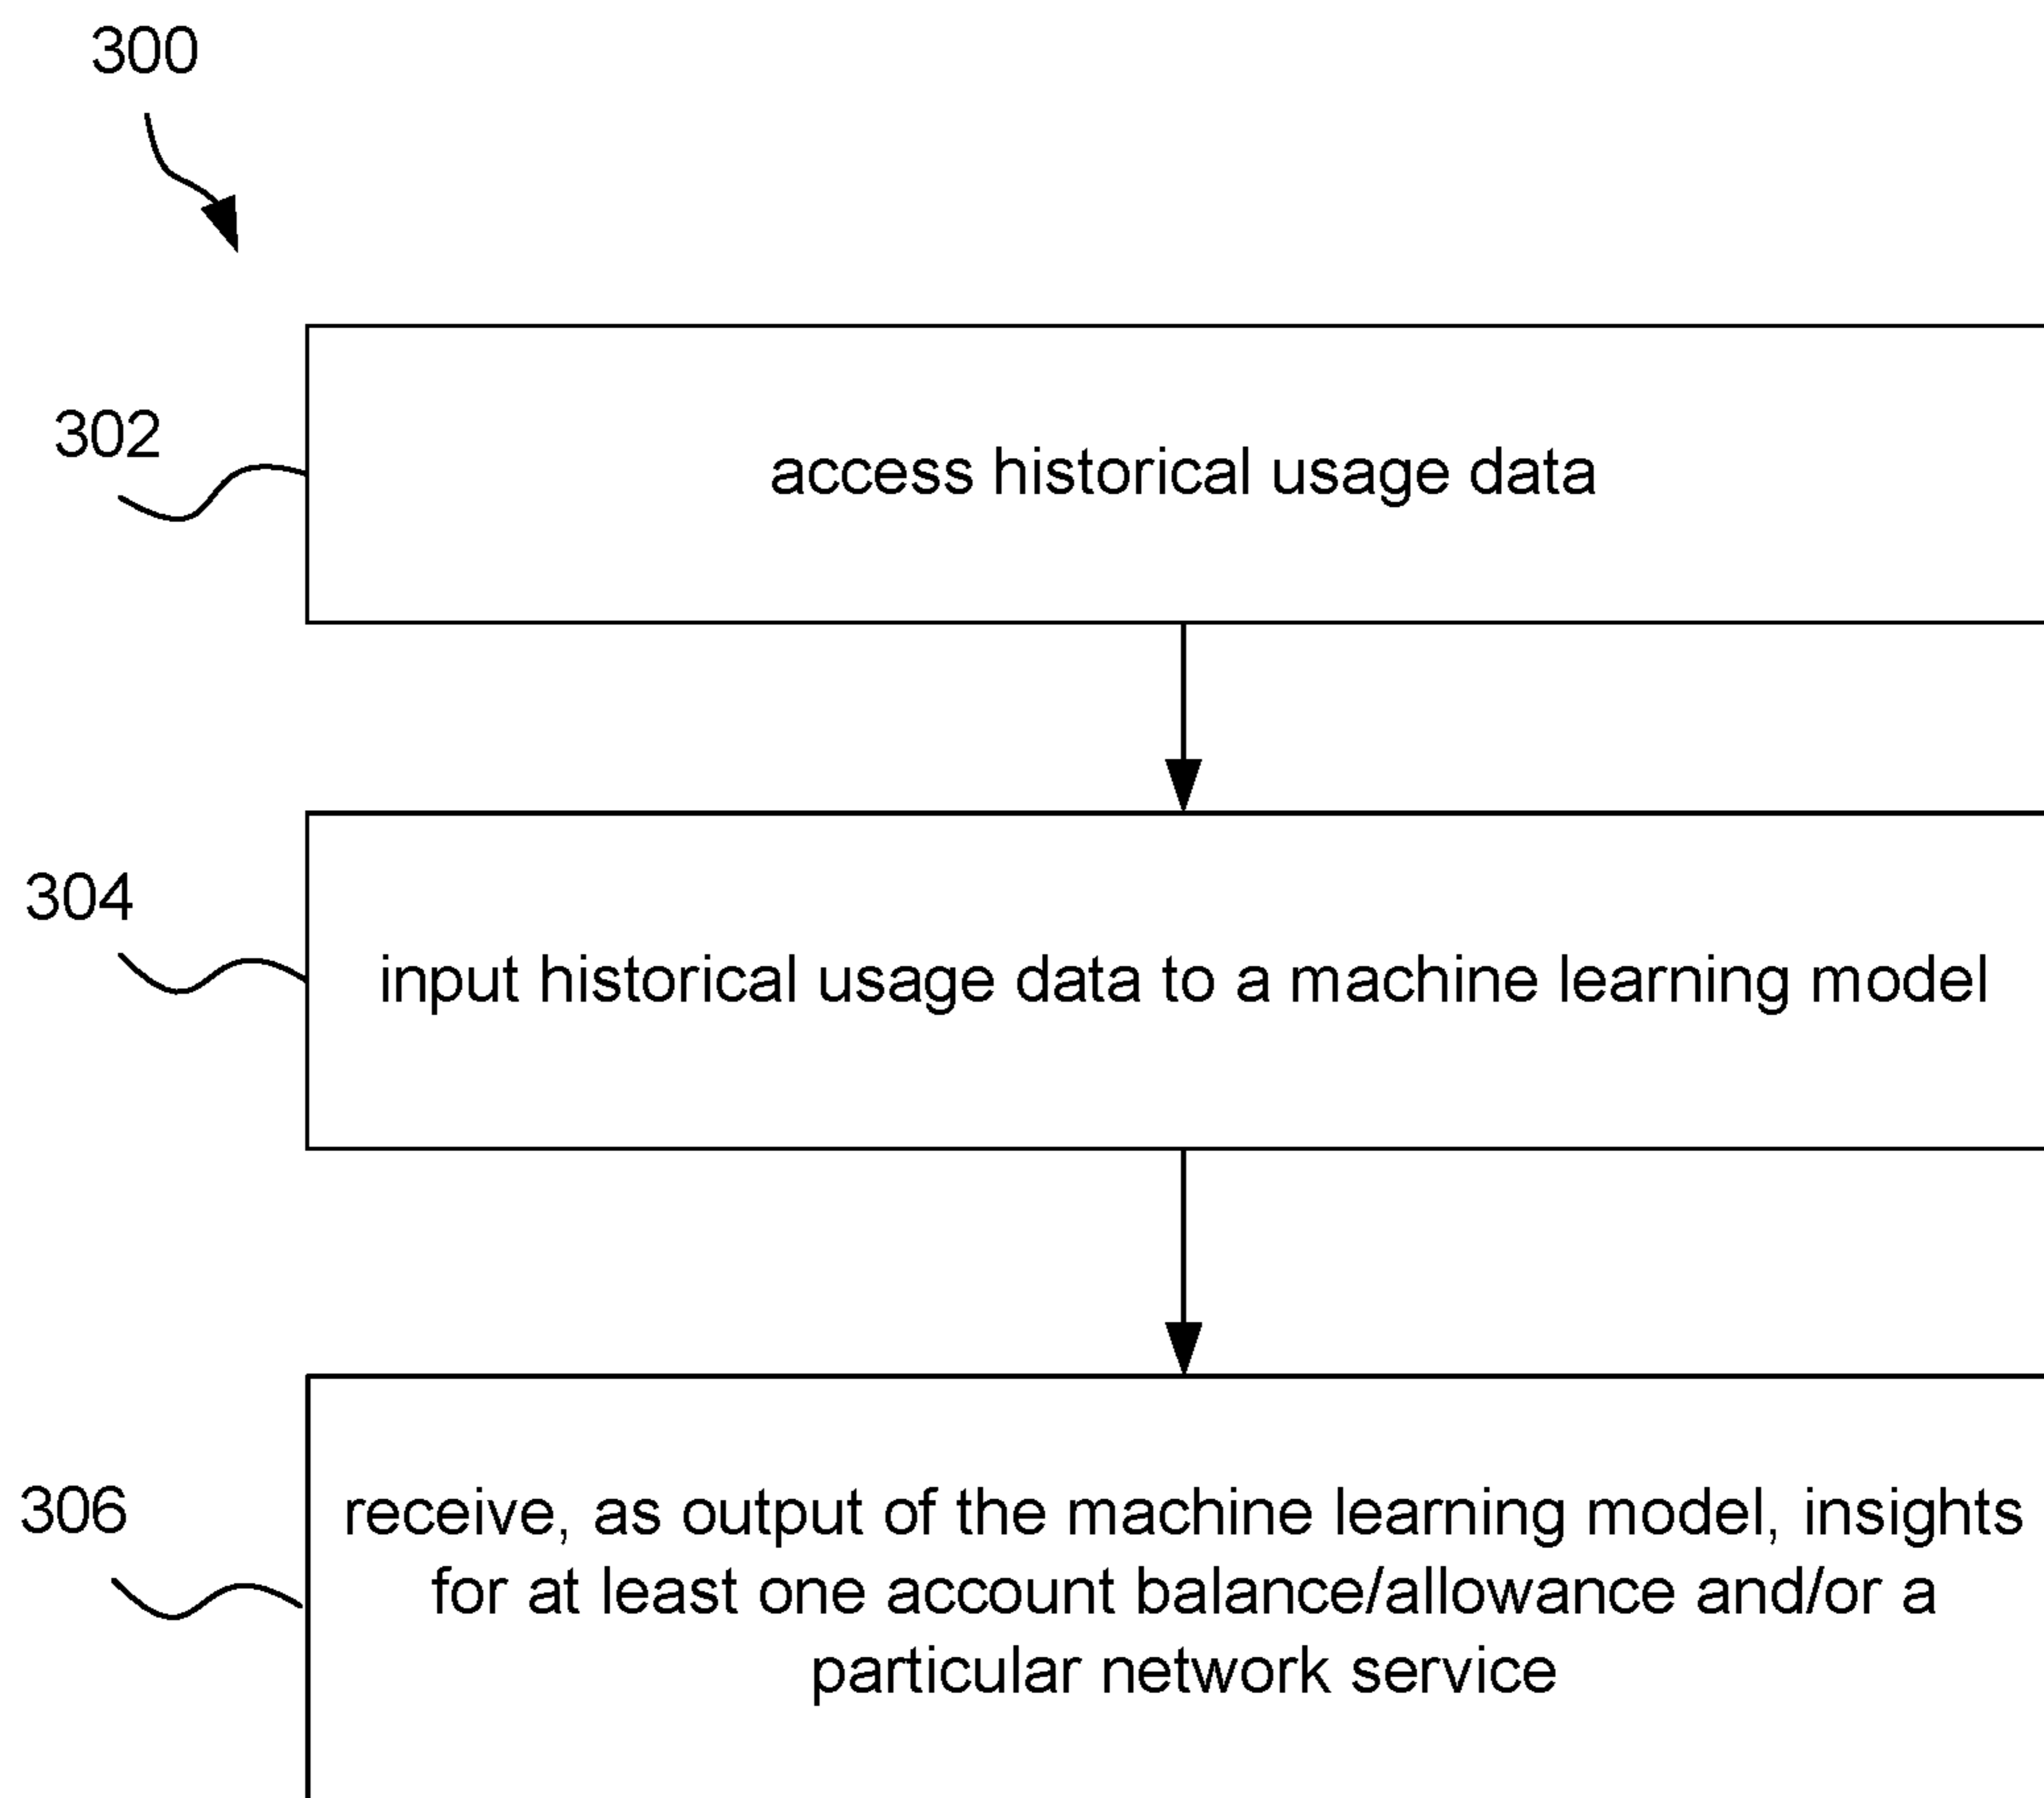 300
302
access historical usage data
304
input historical usage data to a machine learning model
306
receive, as output of the machine learning model, insights
for at least one account balance/allowance and/or a
particular network service